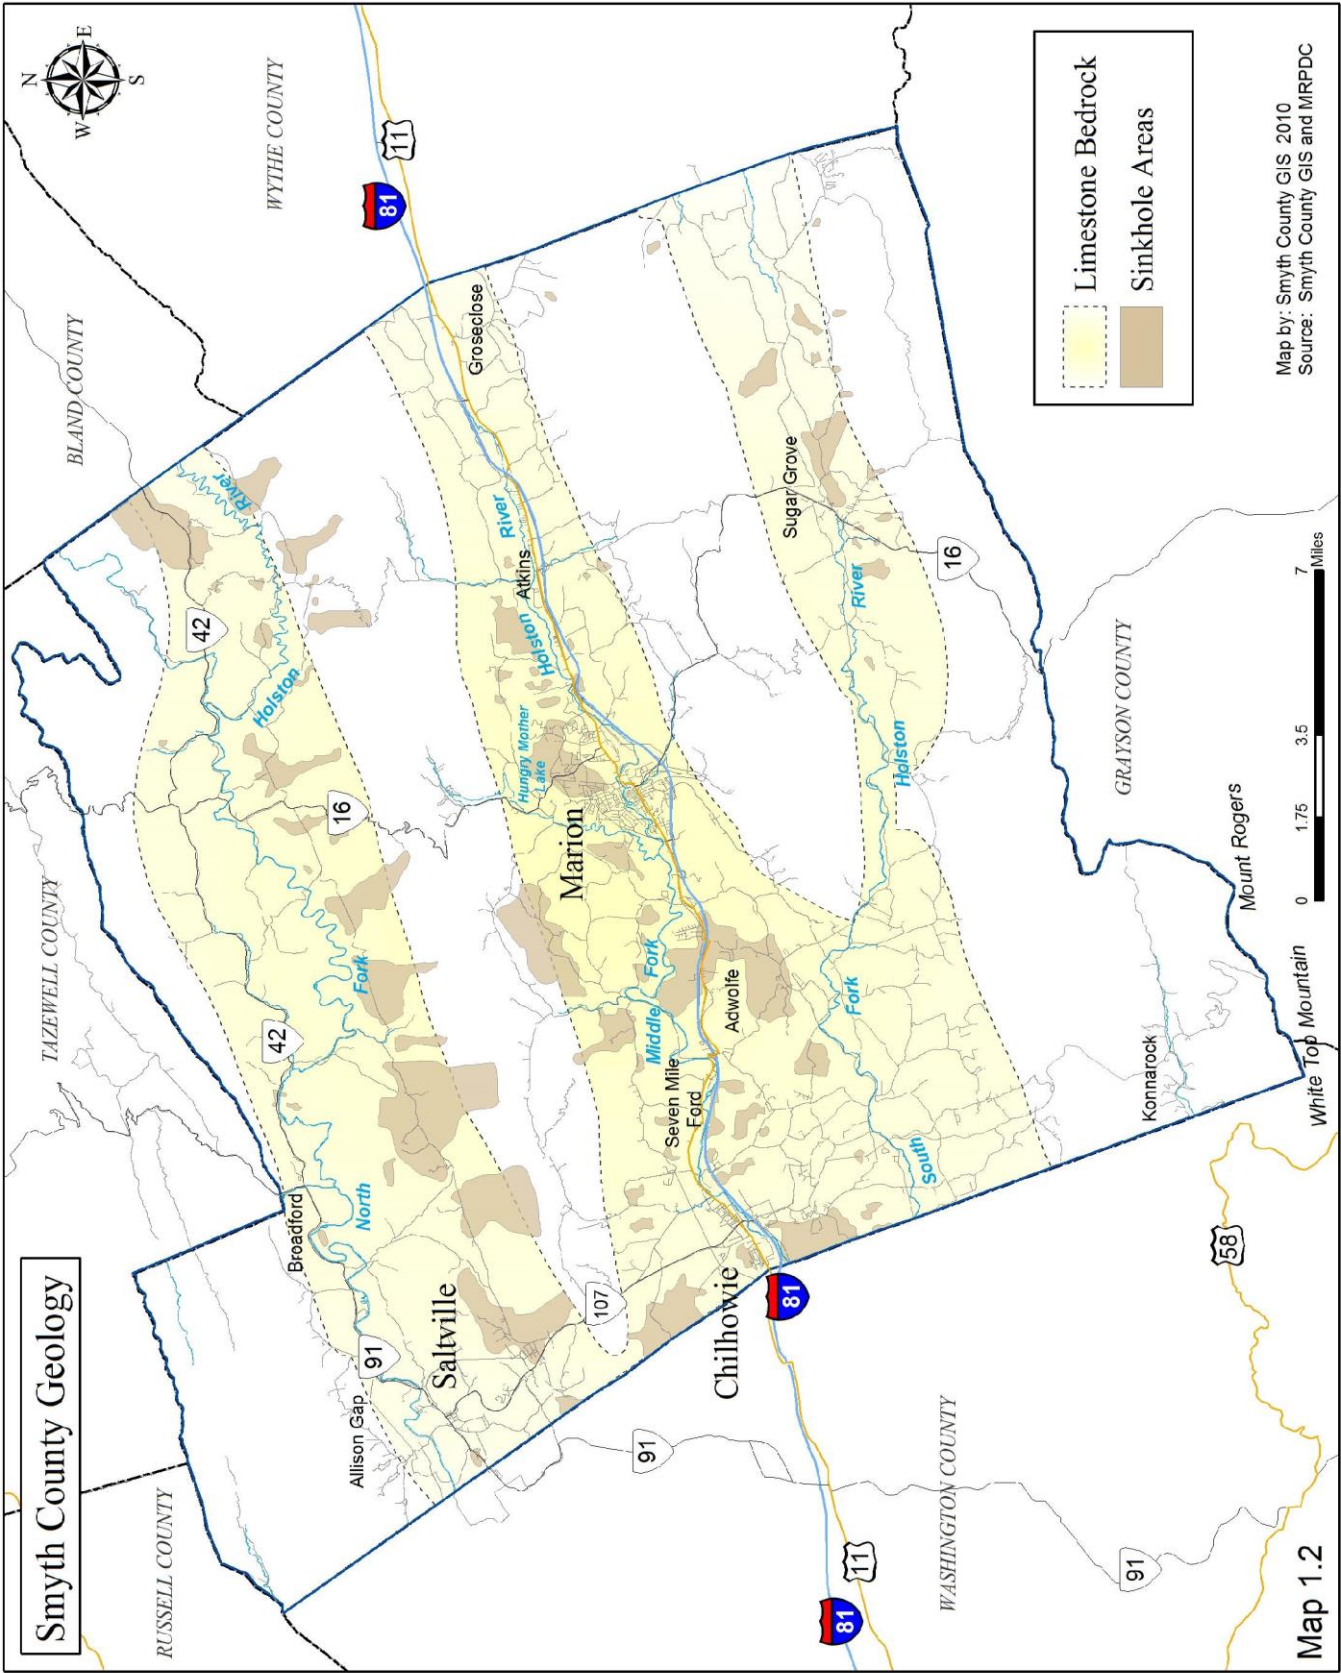 Smyth County Geology
N
E
S
W
RUSSELL COUNTY
TAZEWELL COUNTY
BLAND COUNTY
WYTHE COUNTY
42
River
16
42
Holston
Fork
Broadford
North
91
Allison Gap
Saltville
107
81
11
Groseclose
River
Atkins
Holston
Hungry Mother
Lake
Marion
Fork
Middle
Seven Mile
Ford
Adwolfe
Chilhowie
81
91
Sugar Grove
River
16
Holston
Fork
South
81
11
WASHINGTON COUNTY
91
58
Konnarock
White Top Mountain
Mount Rogers
GRAYSON COUNTY
0
1.75
3.5
7
Miles
Limestone Bedrock
Sinkhole Areas
Map by: Smyth County GIS 2010
Source: Smyth County GIS and MRPDC
Map 1.2